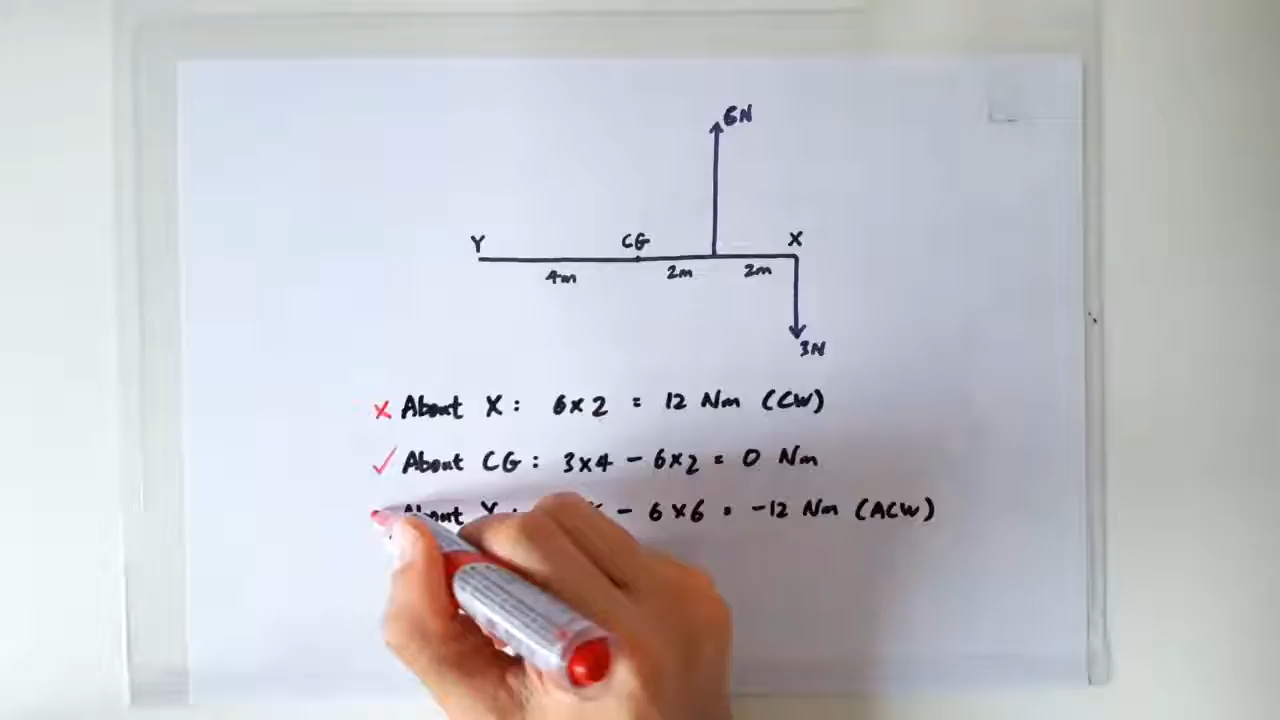 6N
Y CG X
4m 2m 2m
3N
× About X: 6×2 = 12 Nm (CW)
✓ About CG: 3×4 - 6×2 = 0 Nm
About - 6×6 = -12 Nm (ACW)